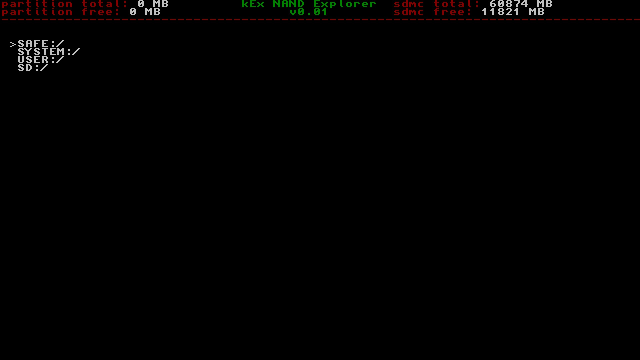 partition total: 0 MB kEx NAND Explorer sdmc total: 60874 MB
partition free: 0 MB v0.01 sdmc free: 11821 MB
>SAFE:/
SYSTEM:/
USER:/
SD:/